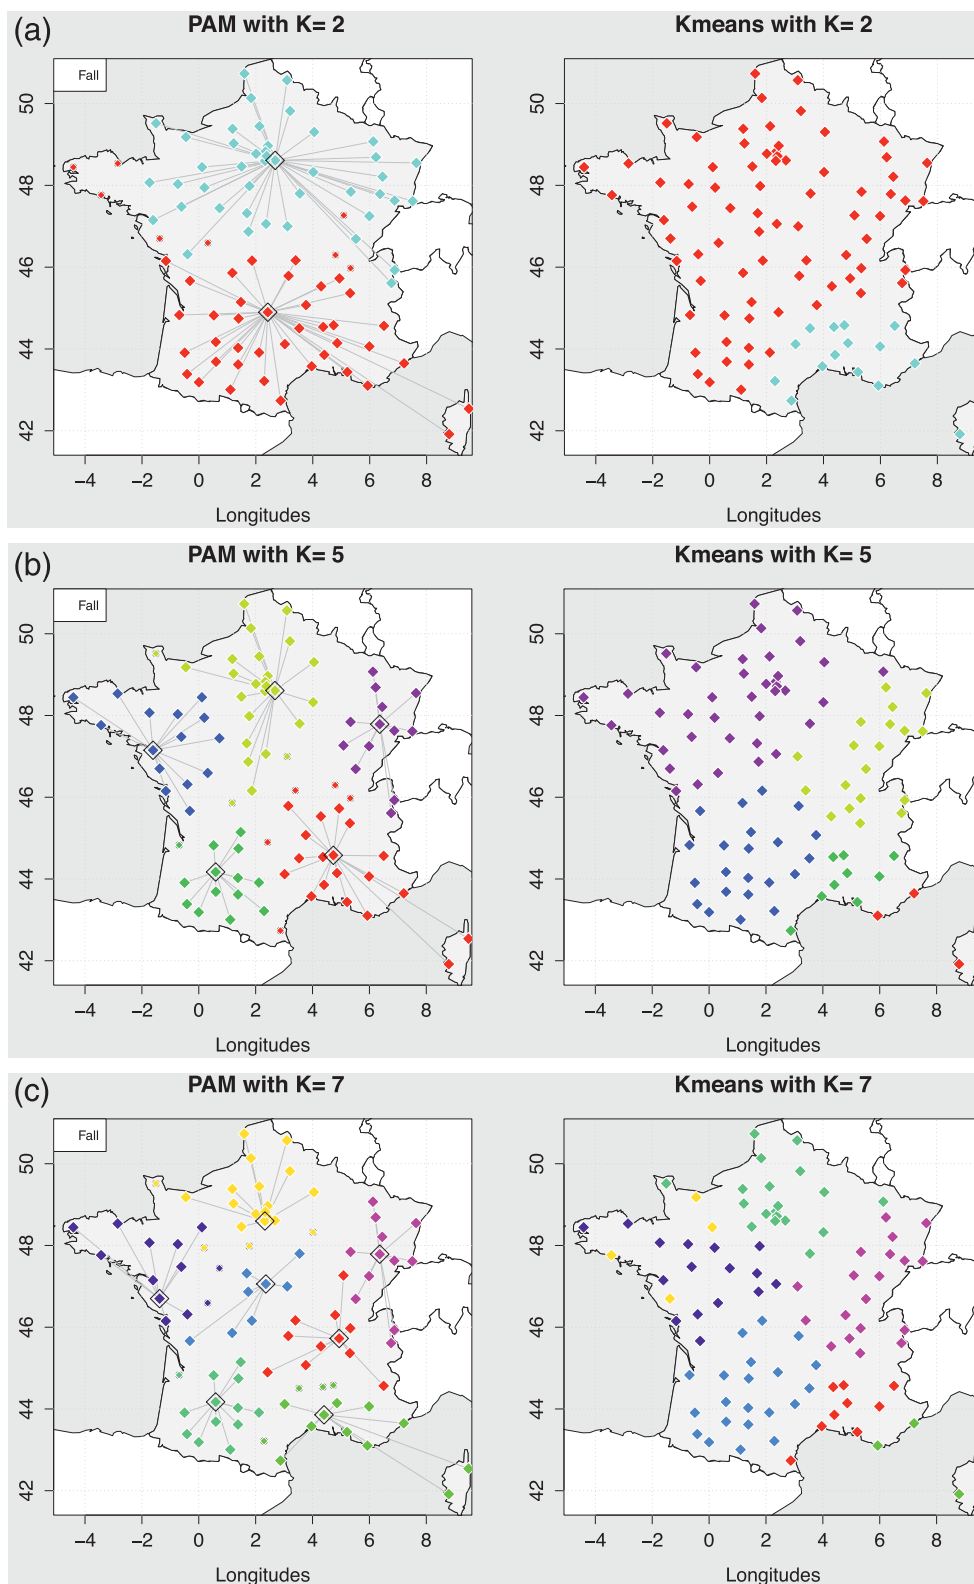 (a)
PAM with K= 2
Kmeans with K= 2
Fall
50
48
46
44
42
−4 −2 0 2 4 6 8
Longitudes
50
48
46
44
42
−4 −2 0 2 4 6 8
Longitudes
(b)
PAM with K= 5
Kmeans with K= 5
Fall
50
48
46
44
42
−4 −2 0 2 4 6 8
Longitudes
50
48
46
44
42
−4 −2 0 2 4 6 8
Longitudes
(c)
PAM with K= 7
Kmeans with K= 7
Fall
50
48
46
44
42
−4 −2 0 2 4 6 8
Longitudes
50
48
46
44
42
−4 −2 0 2 4 6 8
Longitudes